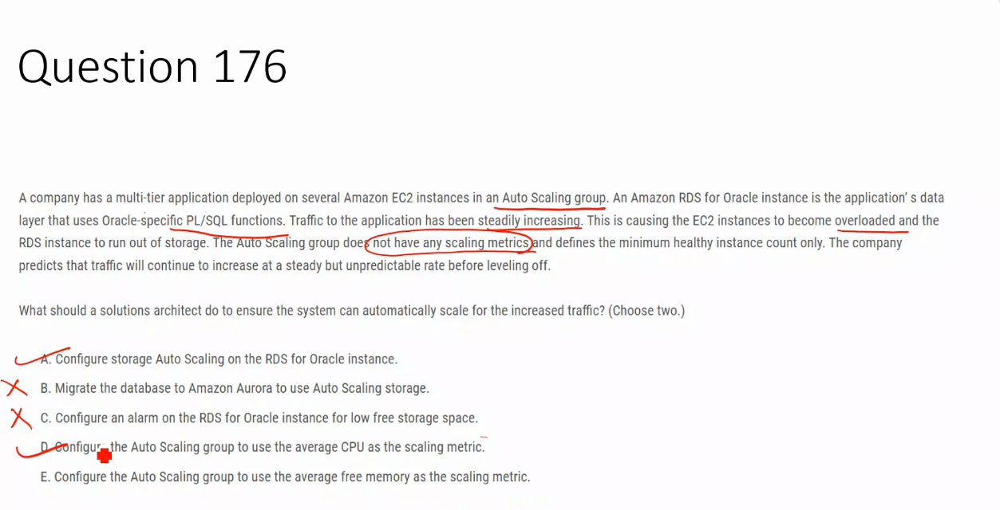 Question 176
A company has a multi-tier application deployed on several Amazon EC2 instances in an Auto Scaling group. An Amazon RDS for Oracle instance is the application' s data
layer that uses Oracle-specific PL/SQL functions. Traffic to the application has been steadily increasing. This is causing the EC2 instances to become overloaded and the
RDS instance to run out of storage. The Auto Scaling group does not have any scaling metrics and defines the minimum healthy instance count only. The company
predicts that traffic will continue to increase at a steady but unpredictable rate before leveling off.
What should a solutions architect do to ensure the system can automatically scale for the increased traffic? (Choose two.)
A. Configure storage Auto Scaling on the RDS for Oracle instance.
B. Migrate the database to Amazon Aurora to use Auto Scaling storage.
C. Configure an alarm on the RDS for Oracle instance for low free storage space.
D. Configure the Auto Scaling group to use the average CPU as the scaling metric.
E. Configure the Auto Scaling group to use the average free memory as the scaling metric.